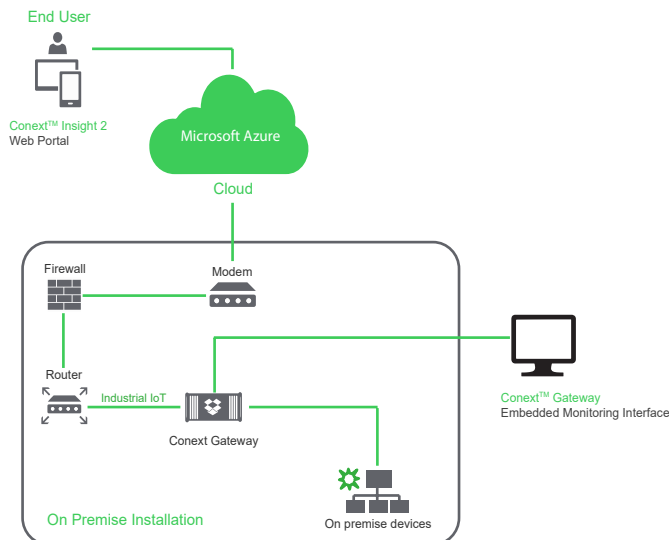 End User
Conext™ Insight 2
Web Portal
Microsoft Azure
Cloud
Firewall
Modem
Router
Industrial IoT
Conext Gateway
Conext™ Gateway
Embedded Monitoring Interface
On Premise Installation
On premise devices